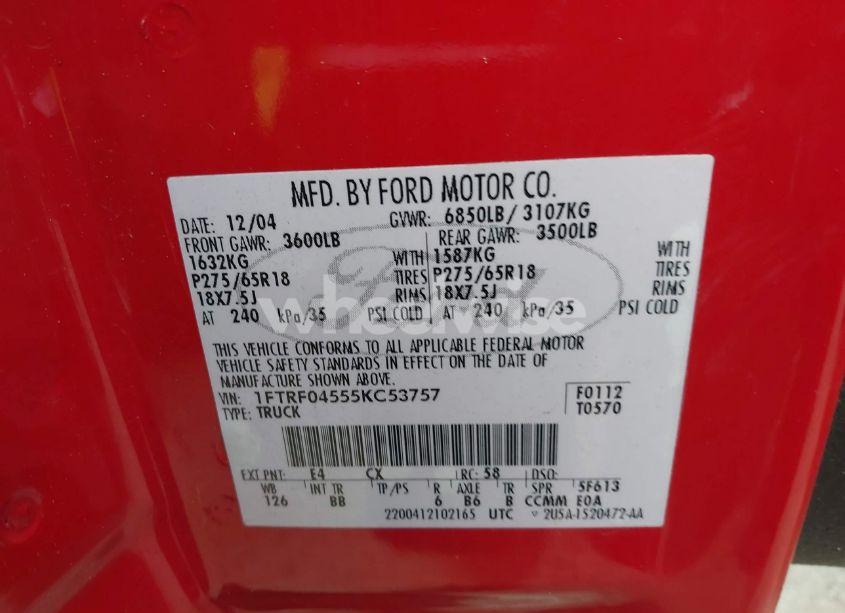 MFD. BY FORD MOTOR CO.
DATE: 12/04 GVWR: 6850LB/ 3107KG
FRONT GAWR: 3600LB REAR GAWR: 3500LB
1632KG WITH 1587KG WITH
P275/65R18 TIRES P275/65R18 TIRES
18X7.5J RIMS 18X7.5J RIMS
AT 240 kPa/35 PSI COLD AT 240 kPa/35 PSI COLD
THIS VEHICLE CONFORMS TO ALL APPLICABLE FEDERAL MOTOR
VEHICLE SAFETY STANDARDS IN EFFECT ON THE DATE OF
MANUFACTURE SHOWN ABOVE.
VIN: 1FTRF04555KC53757 F0112
TYPE: TRUCK T0570
EXT PNT: E4 CX RC: 58 DSO:
WB INT TR TP/PS R AXLE TR SPR 5F613
126 BB 6 B6 B CCMM E0A
2200412102165 UTC 2U5A-1520472-AA
Ford
wheelwise